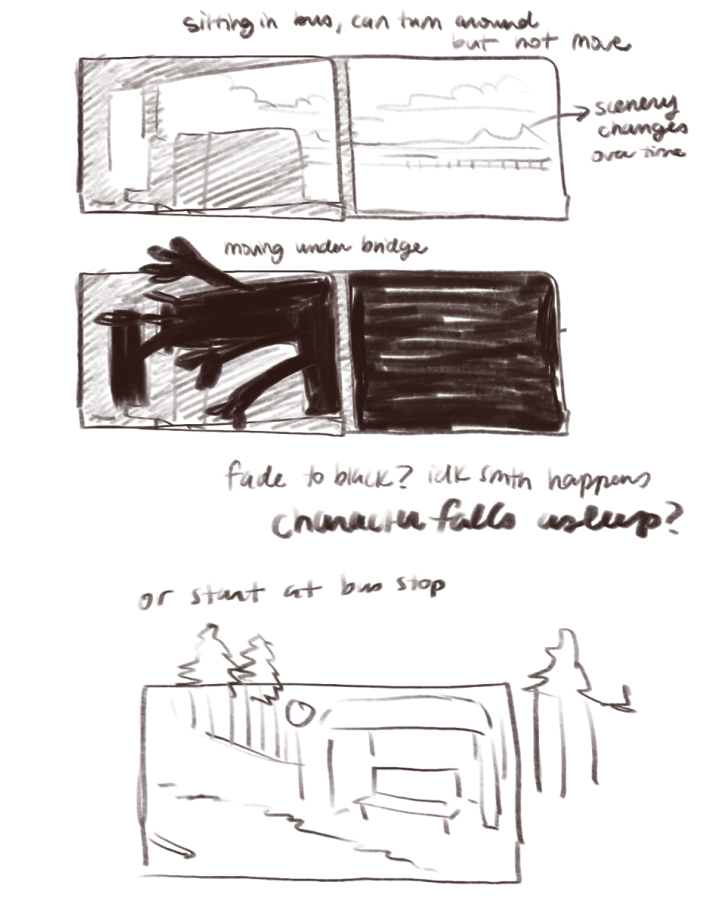 sitting in bus, can turn around
but not move
scenery
changes
over time
moving under bridge
fade to black? idk smth happens
character falls asleep?
or start at bus stop